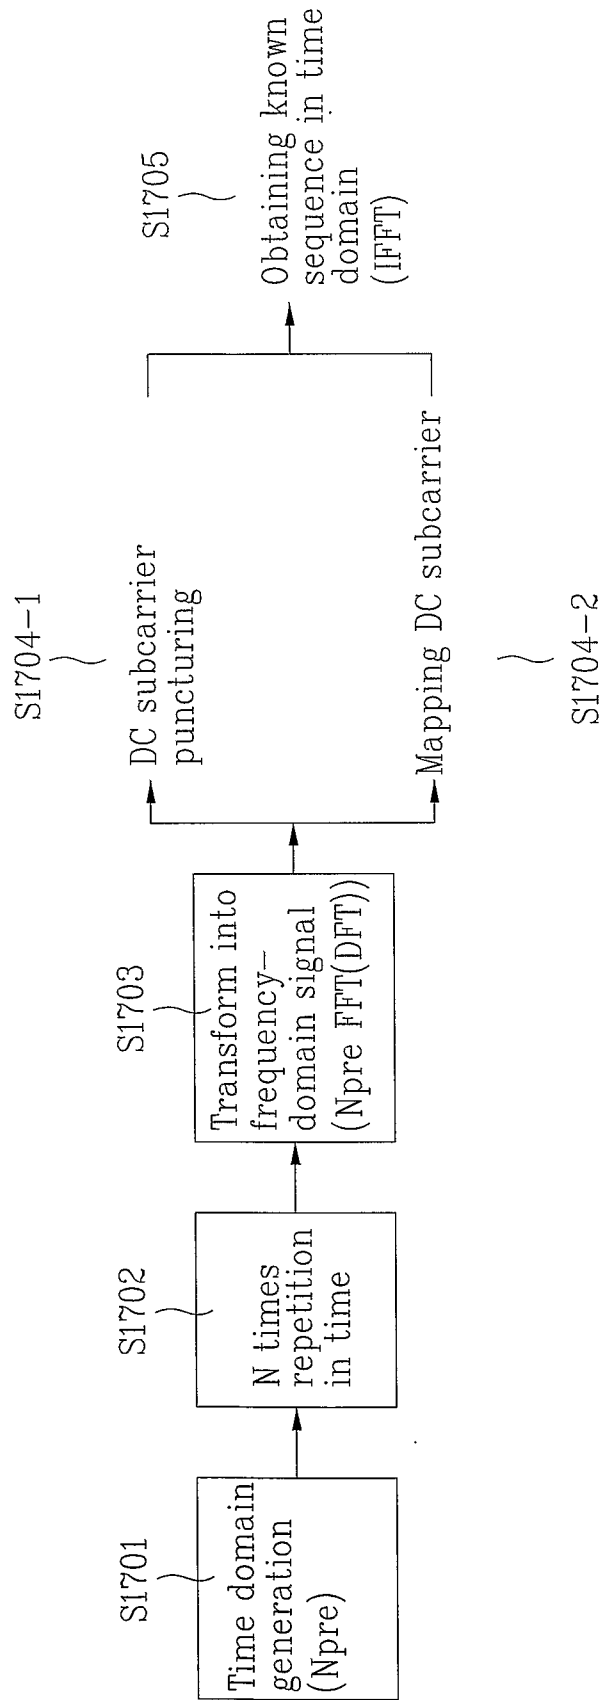 S1701
Time domain
generation
(Npre)
S1702
N times
repetition
in time
S1703
Transform into
frequency-
domain signal
(Npre FFT(DFT))
S1704-1
DC subcarrier
puncturing
Mapping DC subcarrier
S1704-2
S1705
Obtaining known
sequence in time
domain
(IFFT)